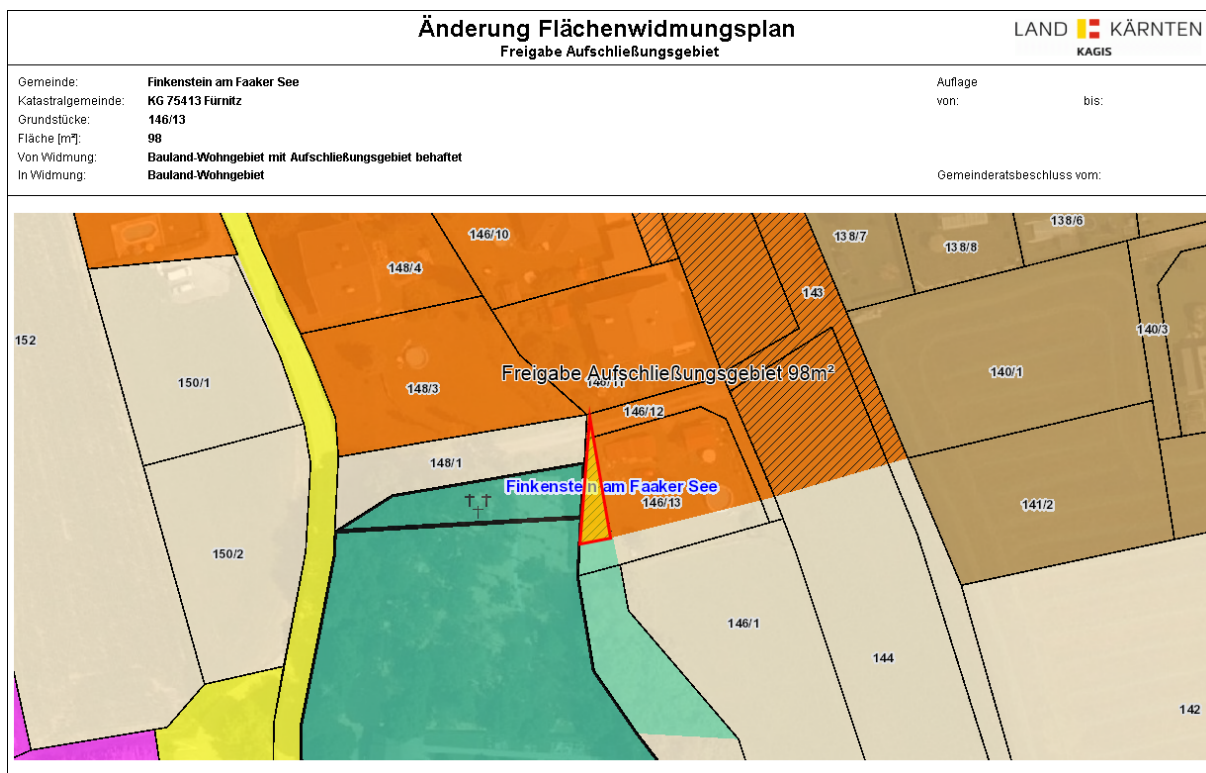 Änderung Flächenwidmungsplan
Freigabe Aufschließungsgebiet
LAND KÄRNTEN
KAGIS
Gemeinde: Finkenstein am Faaker See
Katastralgemeinde: KG 75413 Fürnitz
Grundstücke: 146/13
Fläche [m²]: 98
Von Widmung: Bauland-Wohngebiet mit Aufschließungsgebiet behaftet
In Widmung: Bauland-Wohngebiet
Auflage
von: bis:
Gemeinderatsbeschluss vom:
138/6
146/10
138/7
138/8
148/4
143
140/3
152
150/1
Freigabe Aufschließungsgebiet 98m²
140/1
146/11
148/3
146/12
148/1
Finkenstein am Faaker See
146/13
141/2
150/2
146/1
144
142